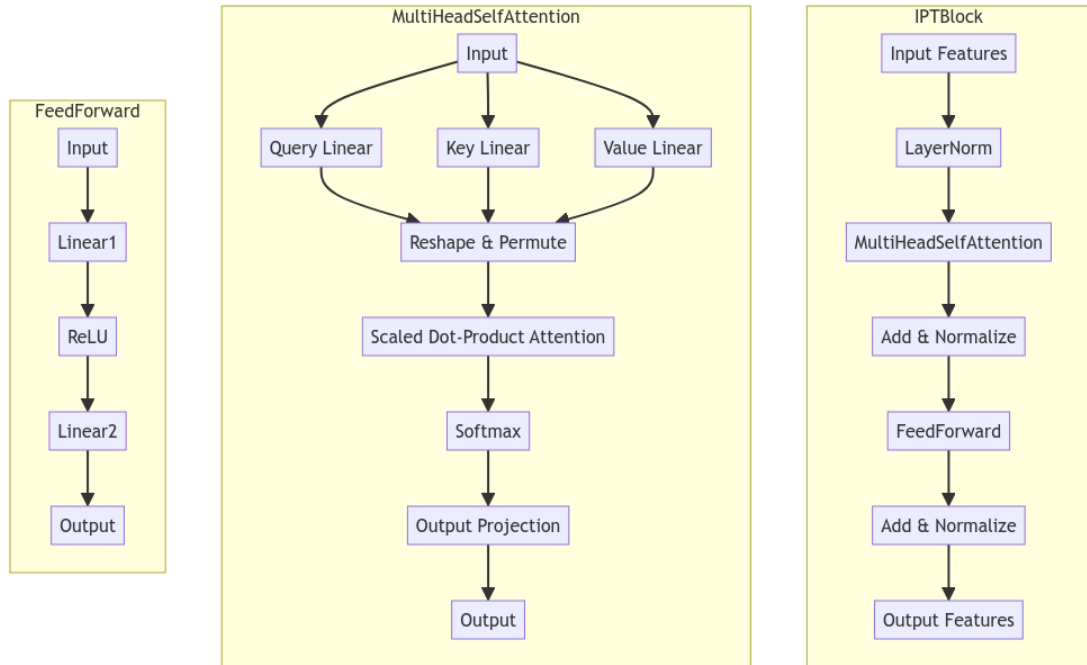 FeedForward
Input
Linear1
ReLU
Linear2
Output
MultiHeadSelfAttention
Input
Query Linear
Key Linear
Value Linear
Reshape & Permute
Scaled Dot-Product Attention
Softmax
Output Projection
Output
IPTBlock
Input Features
LayerNorm
MultiHeadSelfAttention
Add & Normalize
FeedForward
Add & Normalize
Output Features